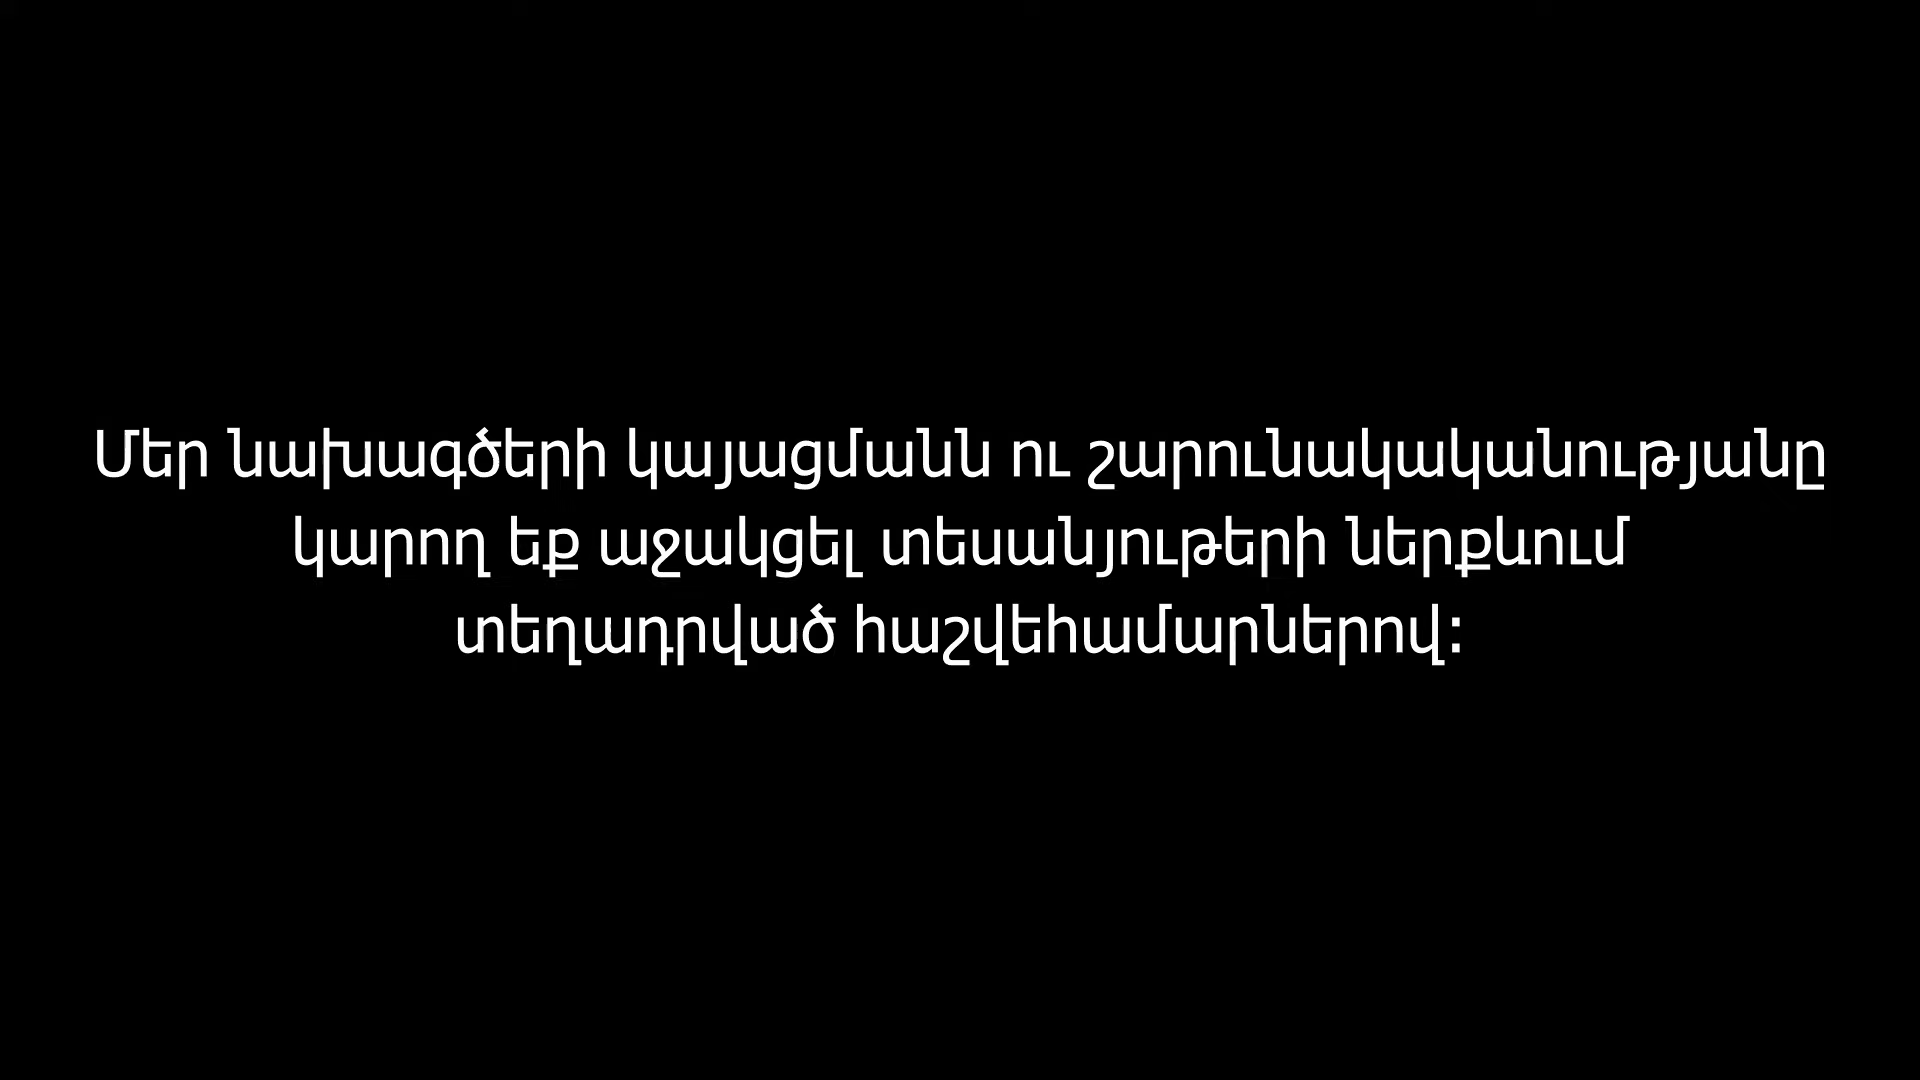 Մեր նախագծերի կայացմանն ու շարունակականությանը
կարող եք աջակցել տեսանյութերի ներքևում
տեղադրված հաշվեհամարներով: